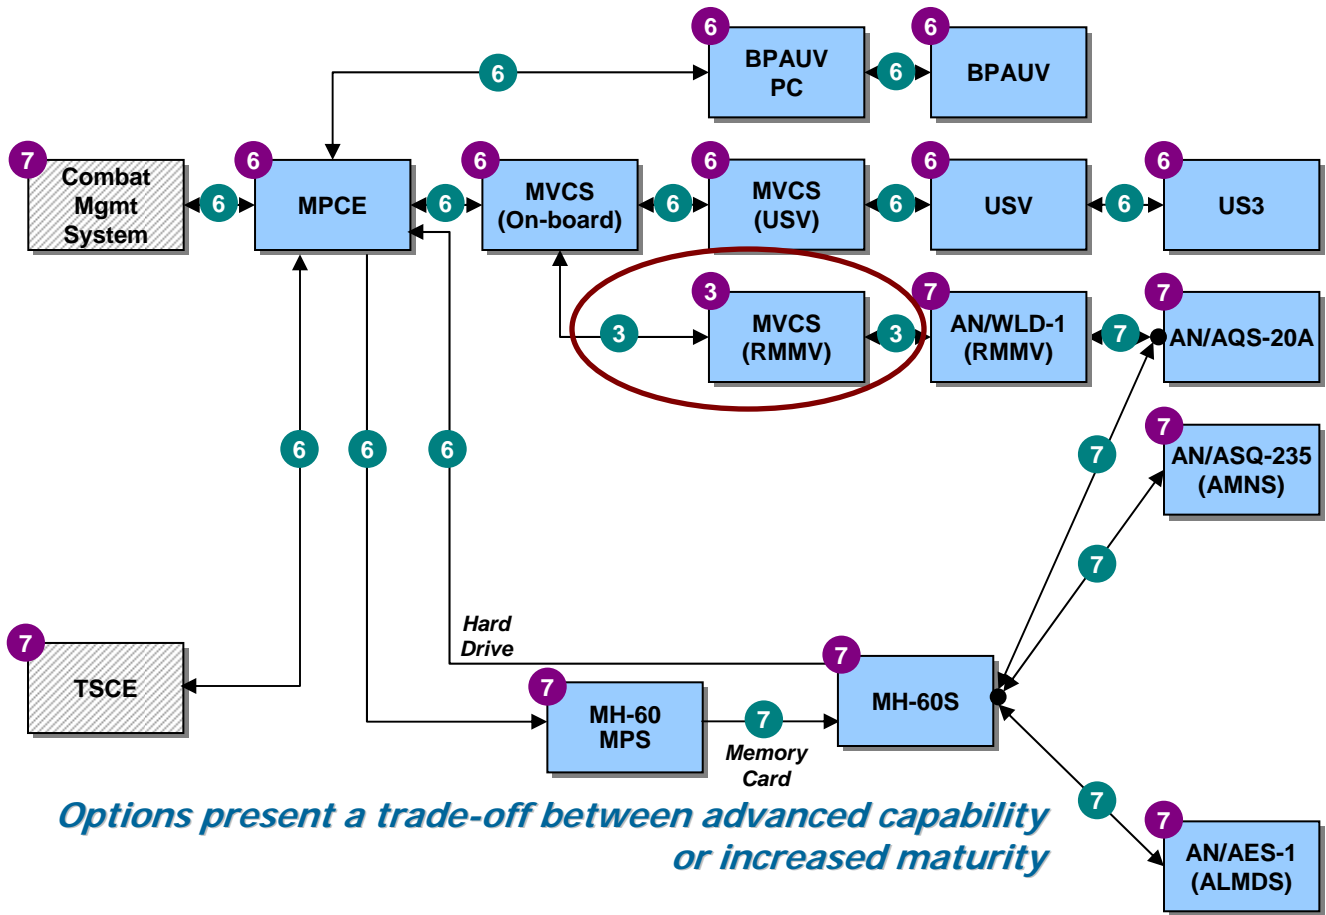 6
6
6
BPAUV
PC
6
BPAUV
7
Combat
Mgmt
System
6
6
MPCE
6
6
MVCS
(On-board)
6
6
MVCS
(USV)
6
6
USV
6
6
US3
3
3
MVCS
(RMMV)
3
7
AN/WLD-1
(RMMV)
7
7
AN/AQS-20A
6
6
6
7
7
AN/ASQ-235
(AMNS)
7
7
TSCE
Hard
Drive
7
MH-60
MPS
7
Memory
Card
7
MH-60S
7
7
AN/AES-1
(ALMDS)
Options present a trade-off between advanced capability
or increased maturity